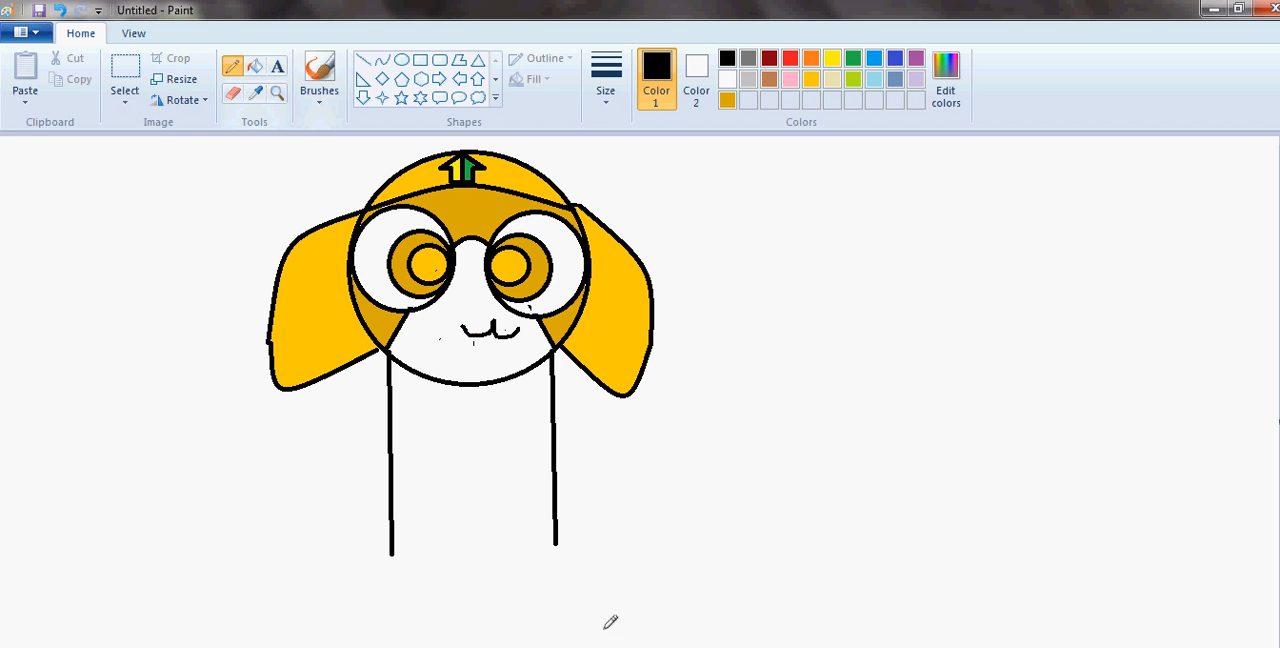 Untitled - Paint
Home View
Paste Cut Copy Select Crop Resize Rotate A Brushes Outline Fill Size Color 1 Color 2 Edit colors
Clipboard Image Tools Shapes Colors